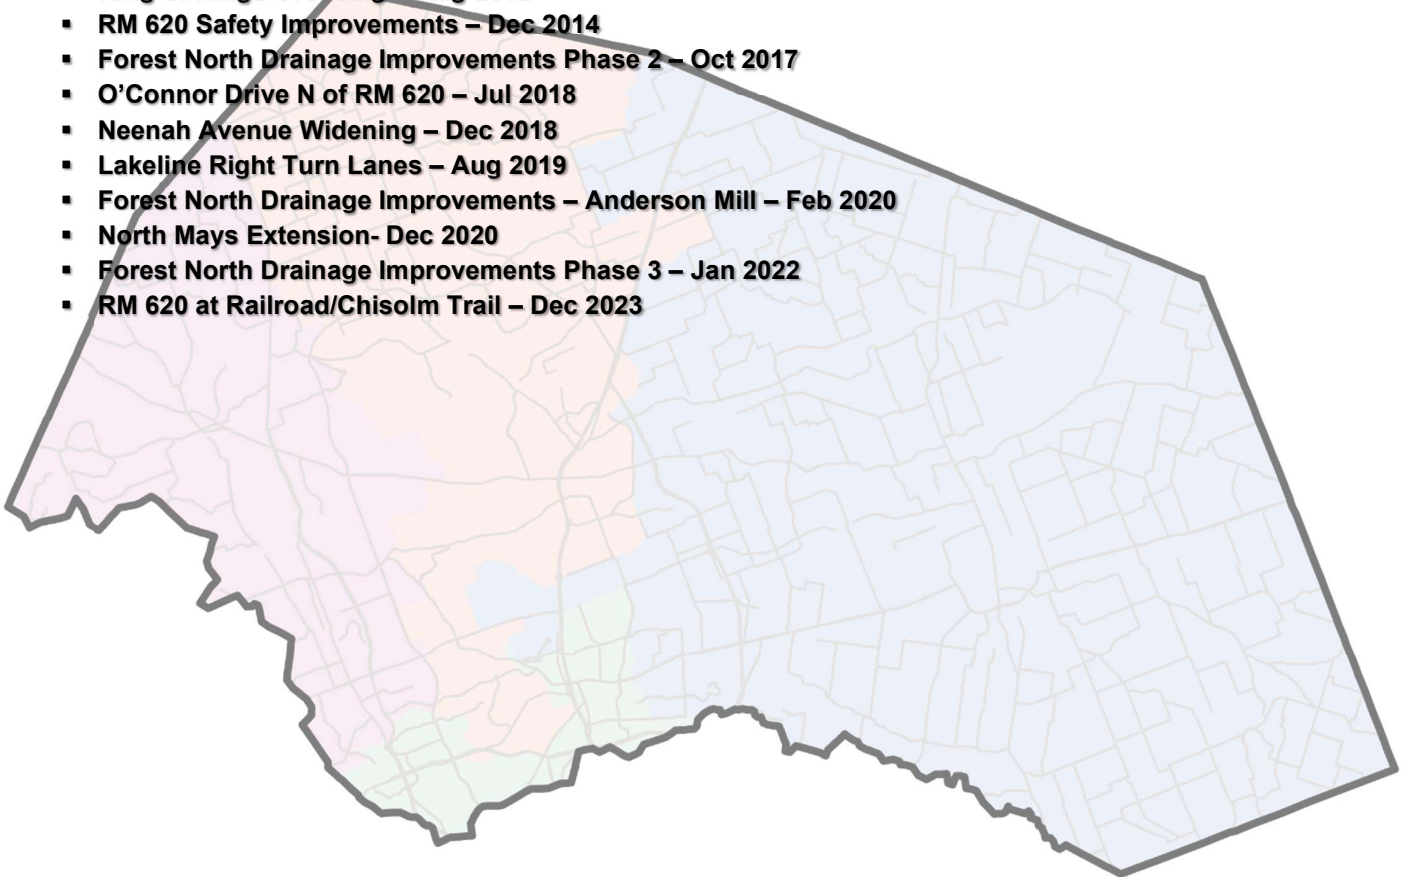 ▪ RM 620 Safety Improvements – Dec 2014
▪ Forest North Drainage Improvements Phase 2 – Oct 2017
▪ O’Connor Drive N of RM 620 – Jul 2018
▪ Neenah Avenue Widening – Dec 2018
▪ Lakeline Right Turn Lanes – Aug 2019
▪ Forest North Drainage Improvements – Anderson Mill – Feb 2020
▪ North Mays Extension- Dec 2020
▪ Forest North Drainage Improvements Phase 3 – Jan 2022
▪ RM 620 at Railroad/Chisolm Trail – Dec 2023